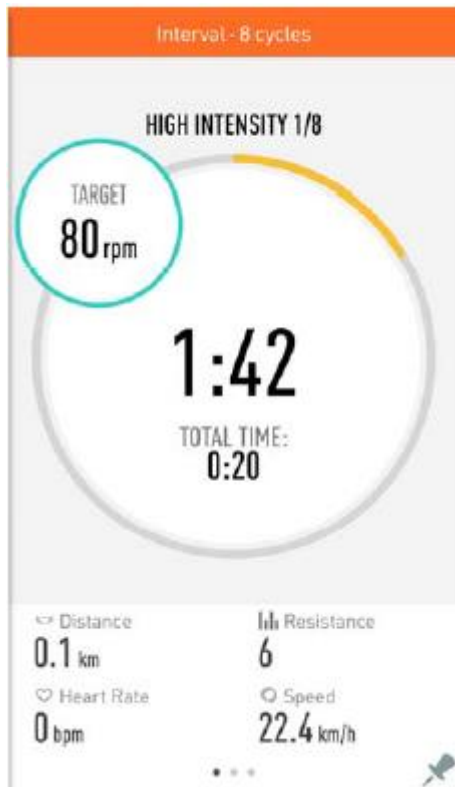 Interval - 8 cycles
HIGH INTENSITY 1/8
TARGET
80 rpm
1:42
TOTAL TIME:
0:20
Distance
0.1 km
Resistance
6
Heart Rate
0 bpm
Speed
22.4 km/h